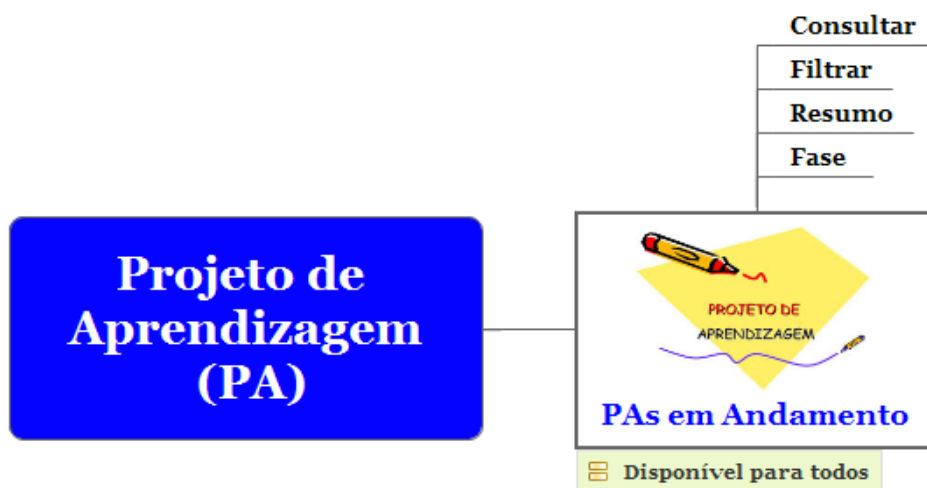 Consultar
Filtrar
Resumo
Fase
Projeto de
Aprendizagem
(PA)
PROJETO DE
APRENDIZAGEM
PAs em Andamento
Disponível para todos